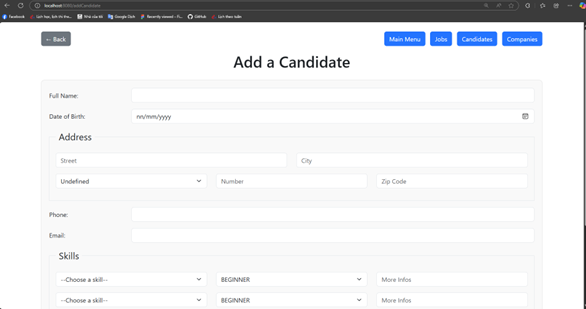 localhost:8080/addCandidate
Facebook Lịch học, lịch thi theo... Nhà của tôi Google Dịch Recently viewed – Fi... GitHub Lịch theo tuần
← Back Main Menu Jobs Candidates Companies
Add a Candidate
Full Name:
Date of Birth: nn/mm/yyyy
Address
Street City
Undefined Number Zip Code
Phone:
Email:
Skills
--Choose a skill--- BEGINNER More Infos
--Choose a skill--- BEGINNER More Infos